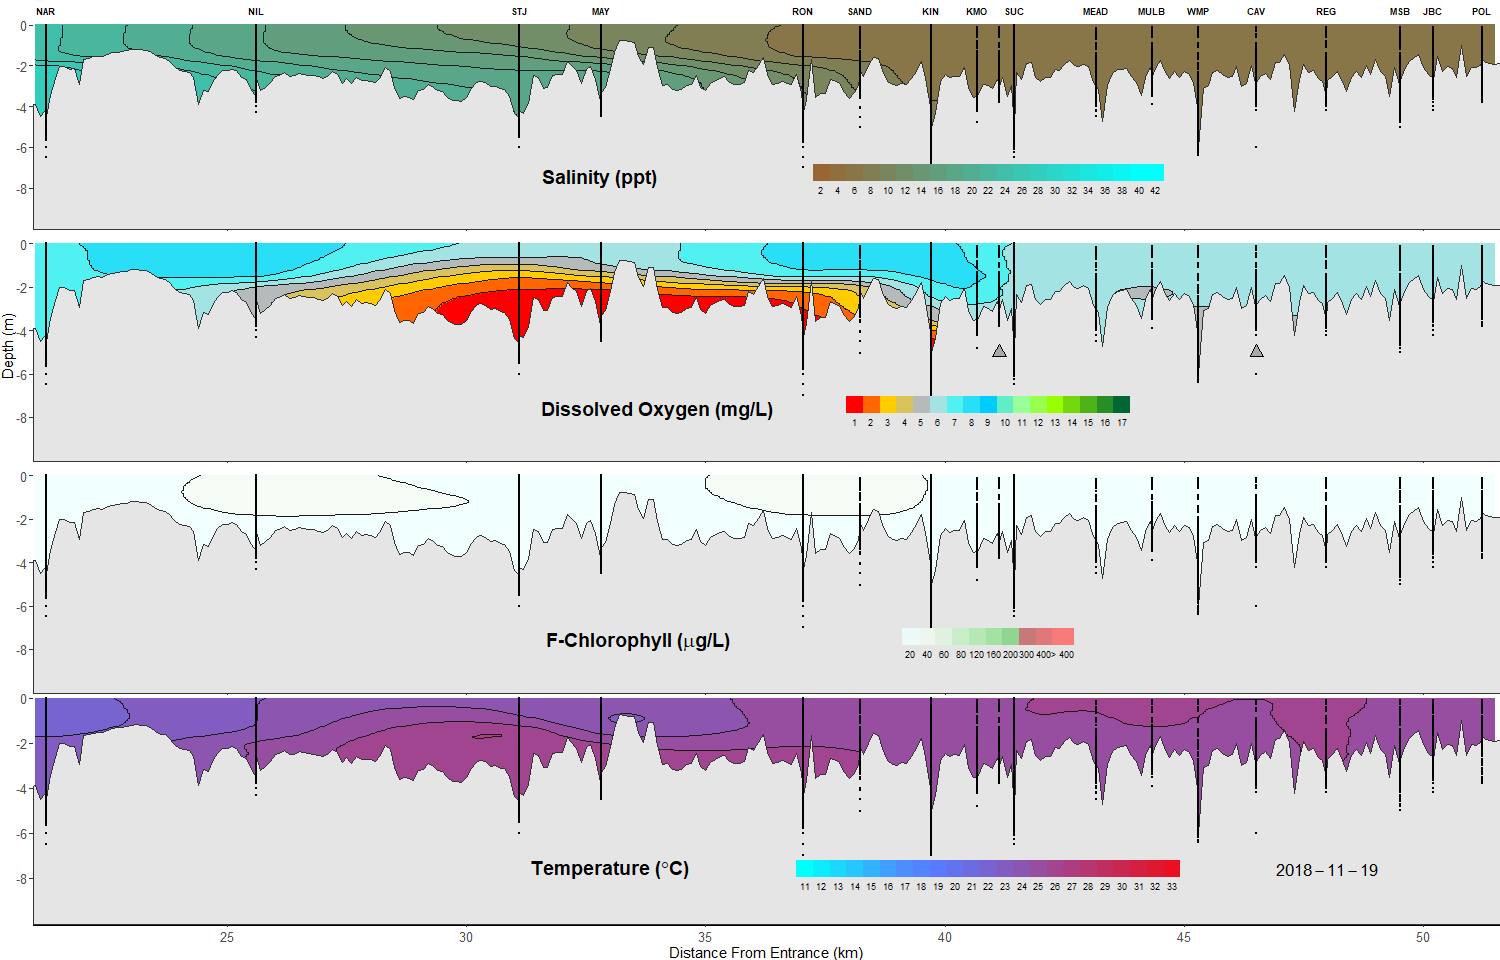 NAR NIL STJ MAY RON SAND KIN KMO SUC MEAD MULB WMP CAV REG MSB JBC POL
0
-2
-4
-6
-8
Salinity (ppt)
2 4 6 8 10 12 14 16 18 20 22 24 26 28 30 32 34 36 38 40 42
0
-2
-4
-6
-8
Depth (m)
Dissolved Oxygen (mg/L)
1 2 3 4 5 6 7 8 9 10 11 12 13 14 15 16 17
0
-2
-4
-6
-8
F-Chlorophyll (μg/L)
20 40 60 80 120 160 200 300 400 > 400
0
-2
-4
-6
-8
Temperature (°C)
11 12 13 14 15 16 17 18 19 20 21 22 23 24 25 26 27 28 29 30 31 32 33
2018-11-19
25 30 35 40 45 50
Distance From Entrance (km)